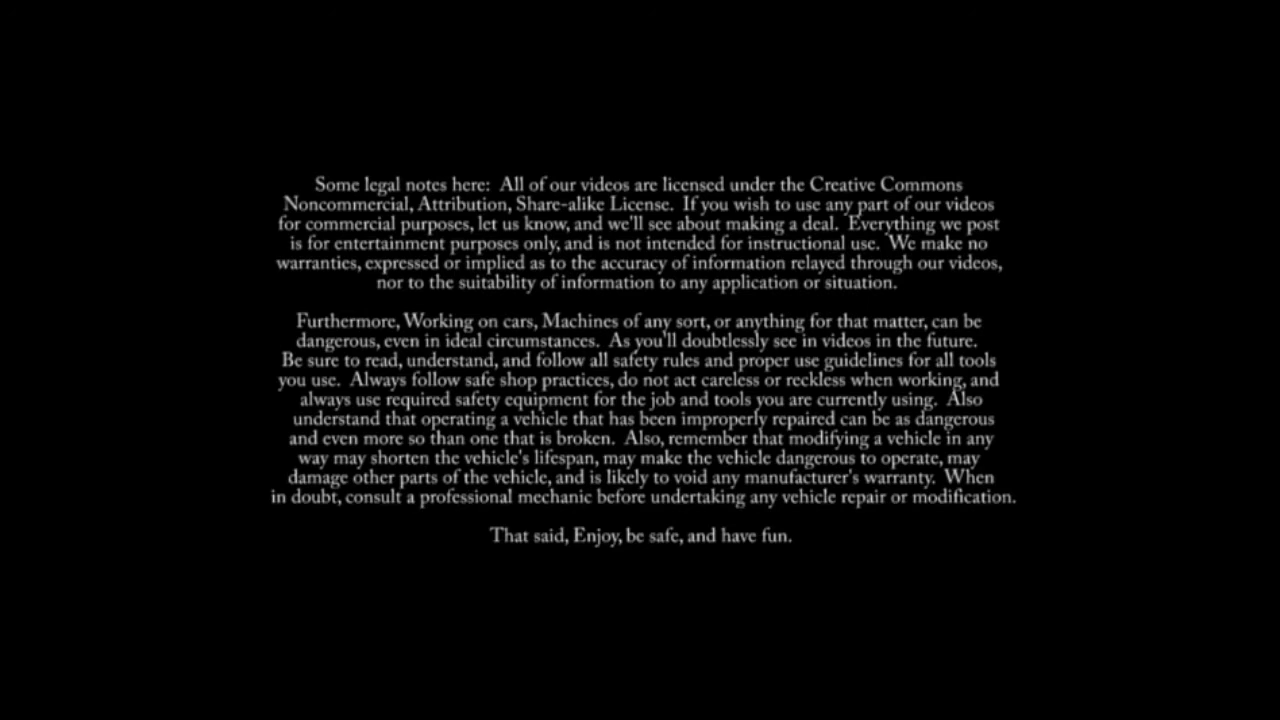 Some legal notes here:  All of our videos are licensed under the Creative Commons
Noncommercial, Attribution, Share-alike License.  If you wish to use any part of our videos
for commercial purposes, let us know, and we'll see about making a deal.  Everything we post
is for entertainment purposes only, and is not intended for instructional use.  We make no
warranties, expressed or implied as to the accuracy of information relayed through our videos,
nor to the suitability of information to any application or situation.
Furthermore, Working on cars, Machines of any sort, or anything for that matter, can be
dangerous, even in ideal circumstances.  As you'll doubtlessly see in videos in the future.
Be sure to read, understand, and follow all safety rules and proper use guidelines for all tools
you use.  Always follow safe shop practices, do not act careless or reckless when working, and
always use required safety equipment for the job and tools you are currently using.  Also
understand that operating a vehicle that has been improperly repaired can be as dangerous
and even more so than one that is broken.  Also, remember that modifying a vehicle in any
way may shorten the vehicle's lifespan, may make the vehicle dangerous to operate, may
damage other parts of the vehicle, and is likely to void any manufacturer's warranty.  When
in doubt, consult a professional mechanic before undertaking any vehicle repair or modification.
That said, Enjoy, be safe, and have fun.